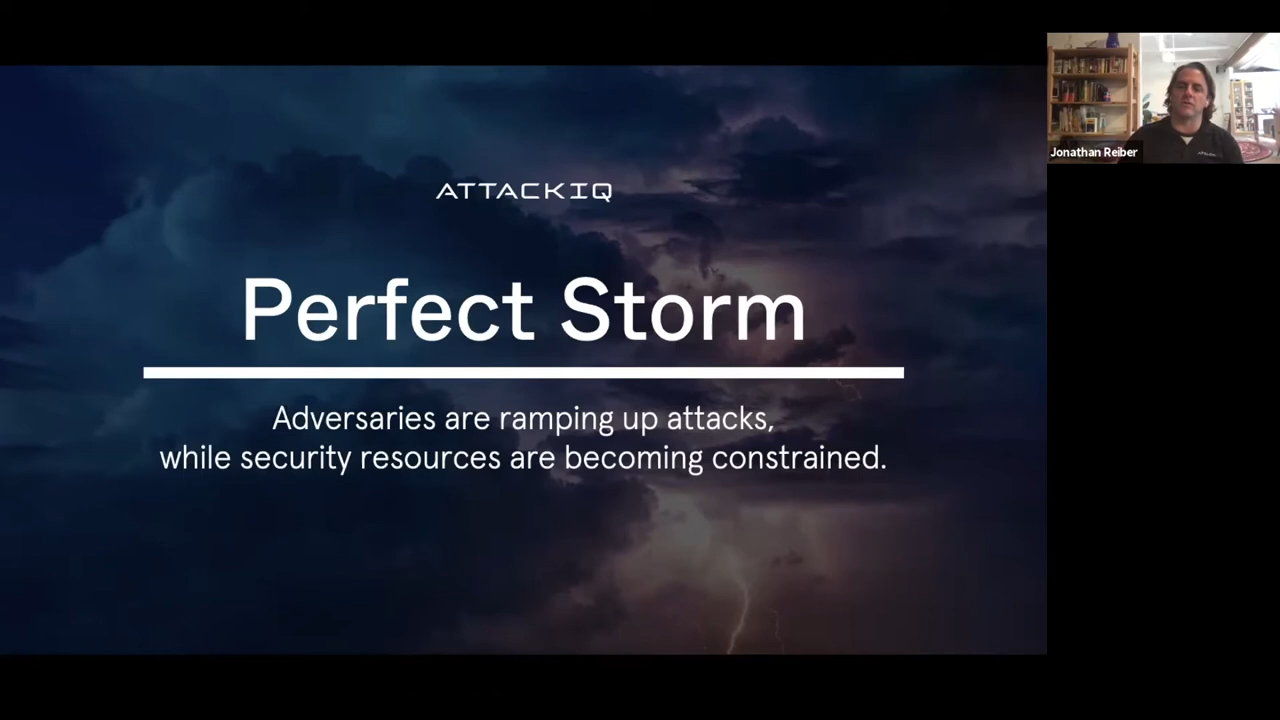 ATTACKIQ
Perfect Storm
Adversaries are ramping up attacks,
while security resources are becoming constrained.
Jonathan Reiber